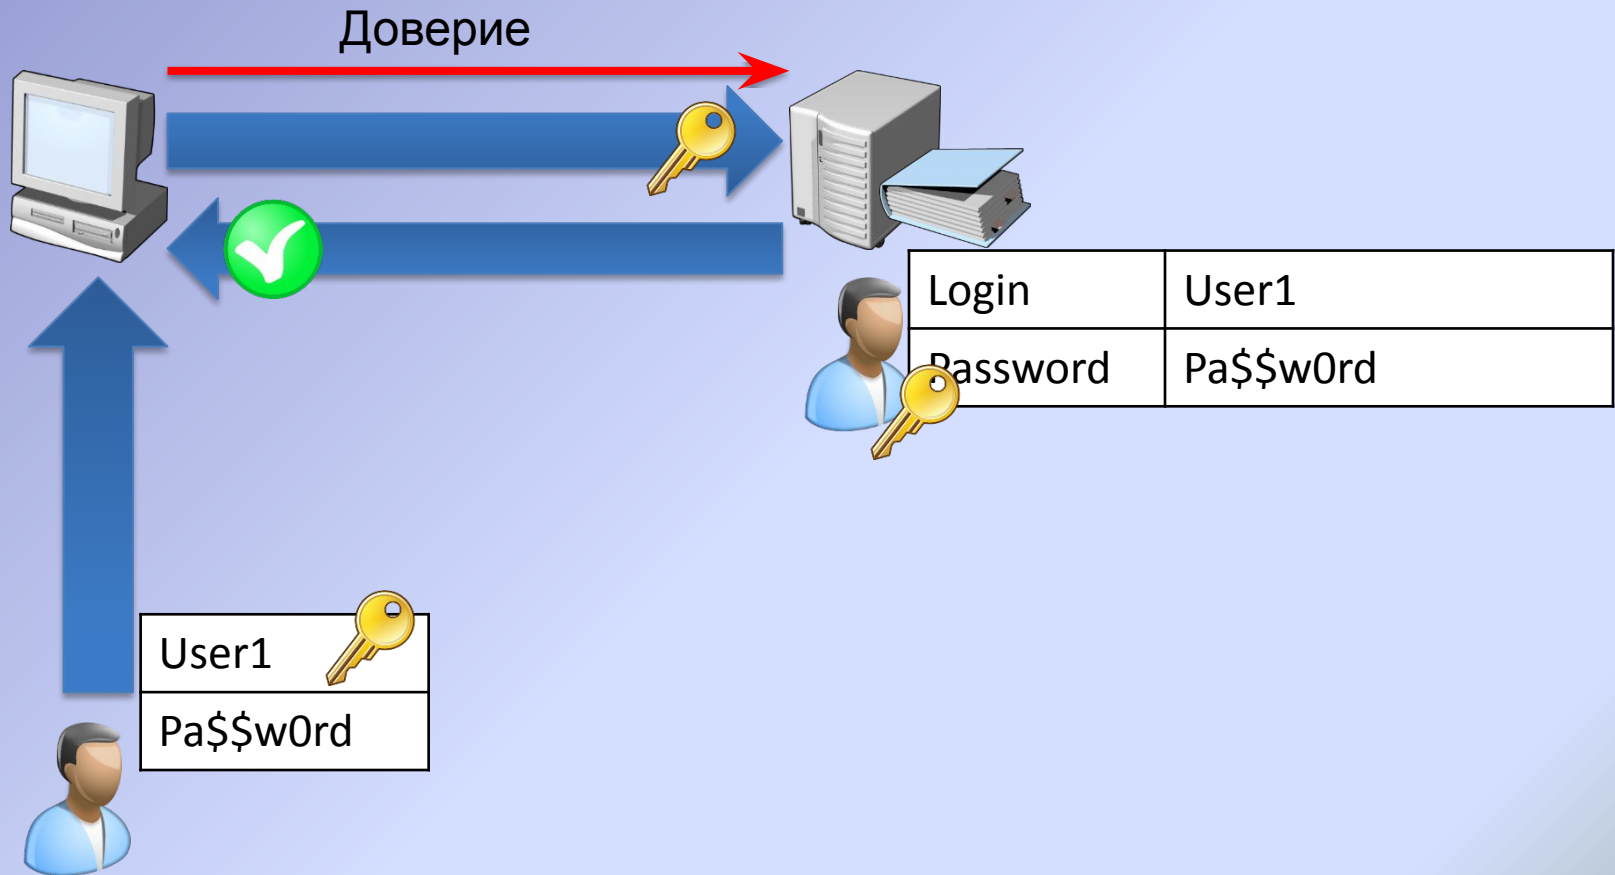 Доверие
Login User1
Password Pa$$w0rd
User1
Pa$$w0rd